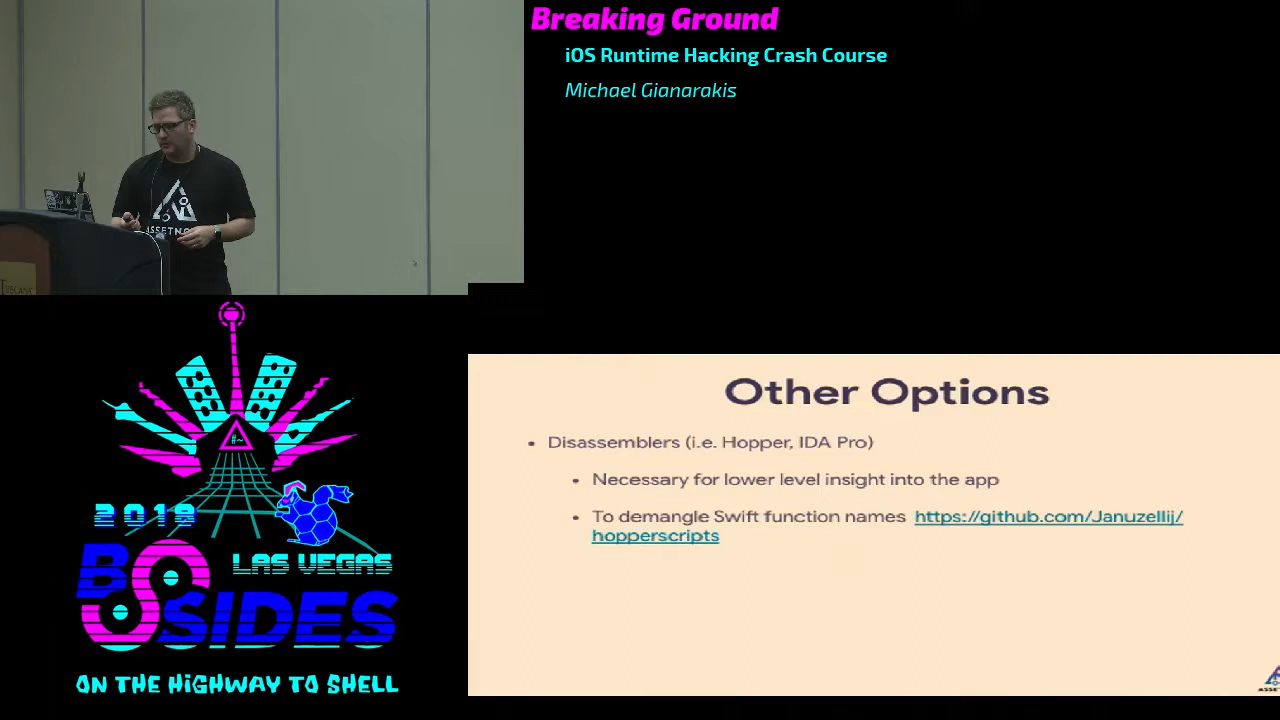 Breaking Ground
iOS Runtime Hacking Crash Course
Michael Gianarakis
#~
2019
LAS VEGAS
BSIDES
ON THE HIGHWAY TO SHELL
Other Options
• Disassemblers (i.e. Hopper, IDA Pro)
• Necessary for lower level insight into the app
• To demangle Swift function names https://github.com/Januzellij/
hopperscripts